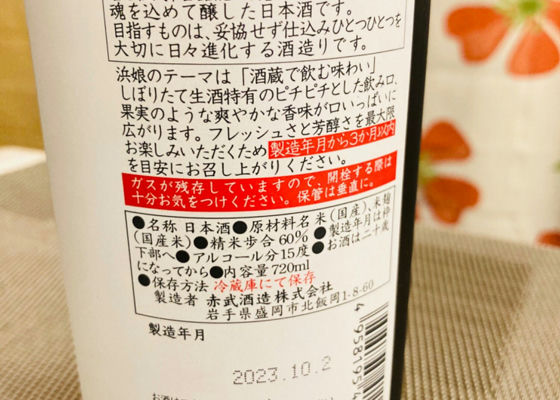 魂を込めて醸した日本酒です。
目指すものは、妥協せず仕込みひとつひとつを
大切に日々進化する酒造りです。
浜娘のテーマは「酒蔵で飲む味わい」
しぼりたて生酒特有のピチピチとした飲み口、
果実のような爽やかな香味が口いっぱいに
広がります。フレッシュさと芳醇さを最大限
お楽しみいただくため製造年月から3か月以内
を目安にお召し上がりください。
ガスが残存していますので、開栓する際は
十分お気をつけください。保管は垂直に。
●名称 日本酒●原材料名 米(国産)、米麹
(国産米)●精米歩合 60%●製造年月は枠
下部へ●アルコール分15度●お酒は二十歳
になってから●内容量 720ml
●保存方法 冷蔵庫にて保存
製造者 赤武酒造株式会社
岩手県盛岡市北飯岡1-8-60
製造年月
2023.10.2
4958195